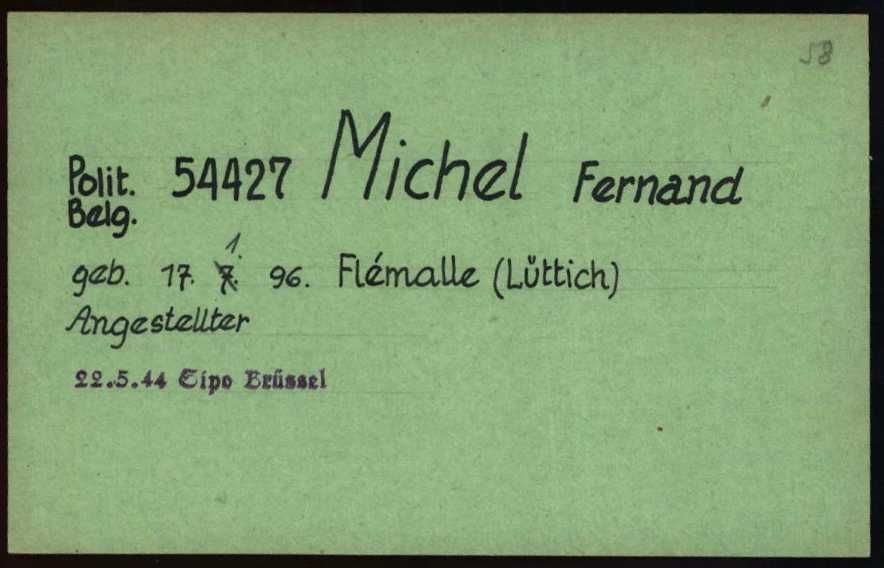 58
Polit. 54427 Michel Fernand
Belg.
1.
geb. 17. 7. 96. Flémalle (Lüttich)
Angestellter
22.5.44 Sipo Brüssel